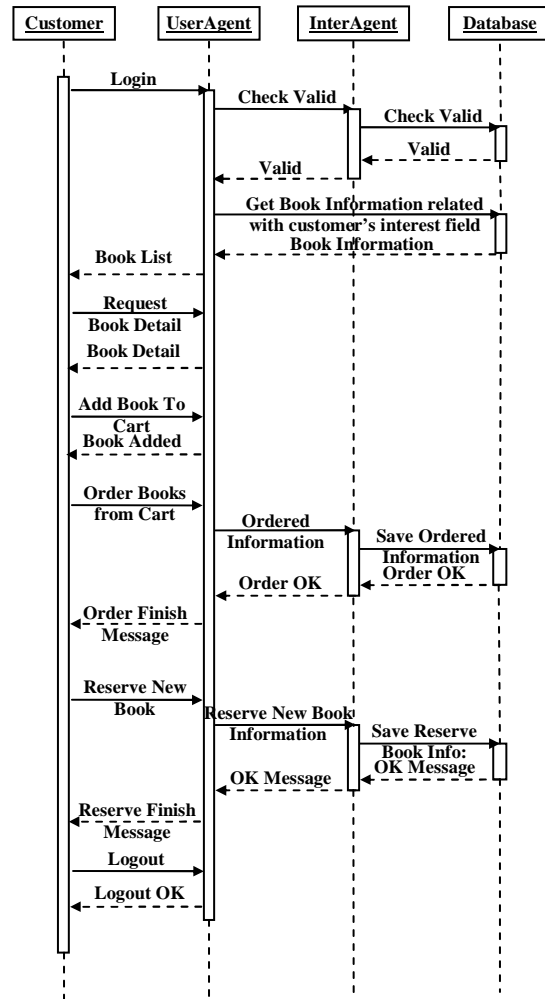 Customer
UserAgent
InterAgent
Database
Login
Check Valid
Check Valid
Valid
Valid
Get Book Information related
with customer's interest field
Book Information
Book List
Request
Book Detail
Book Detail
Add Book To
Cart
Book Added
Order Books
from Cart
Ordered
Information
Save Ordered
Information
Order OK
Order OK
Order Finish
Message
Reserve New
Book
Reserve New Book
Information
Save Reserve
Book Info:
OK Message
OK Message
Reserve Finish
Message
Logout
Logout OK